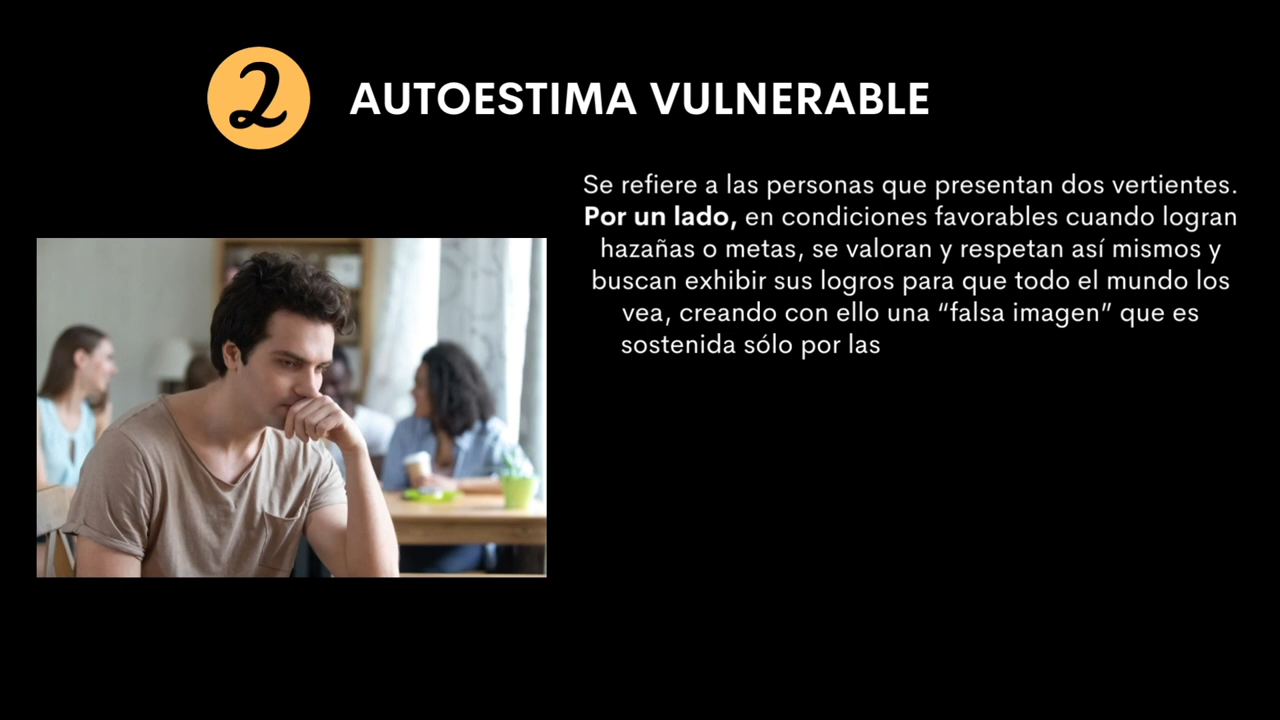 2
AUTOESTIMA VULNERABLE
Se refiere a las personas que presentan dos vertientes.
Por un lado, en condiciones favorables cuando logran
hazañas o metas, se valoran y respetan así mismos y
buscan exhibir sus logros para que todo el mundo los
vea, creando con ello una “falsa imagen” que es
sostenida sólo por las